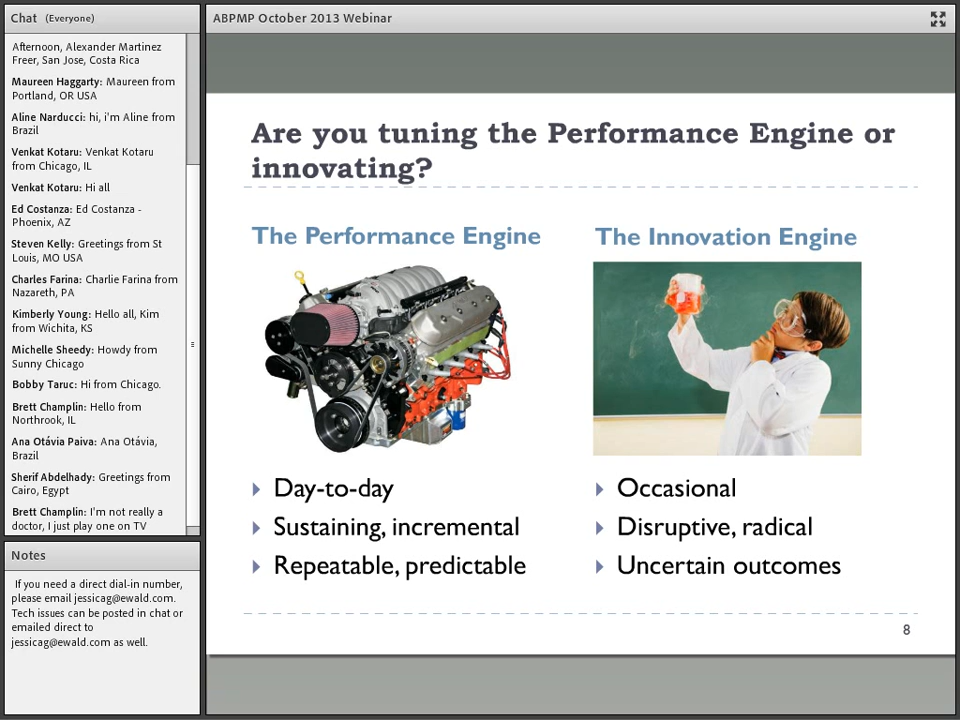 Chat (Everyone)
Afternoon, Alexander Martinez
Freer, San Jose, Costa Rica
Maureen Haggarty: Maureen from
Portland, OR USA
Aline Narducci: hi, i'm Aline from
Brazil
Venkat Kotaru: Venkat Kotaru
from Chicago, IL
Venkat Kotaru: Hi all
Ed Costanza: Ed Costanza -
Phoenix, AZ
Steven Kelly: Greetings from St
Louis, MO USA
Charles Farina: Charlie Farina from
Nazareth, PA
Kimberly Young: Hello all, Kim
from Wichita, KS
Michelle Sheedy: Howdy from
Sunny Chicago
Bobby Taruc: Hi from Chicago.
Brett Champlin: Hello from
Northrook, IL
Ana Otávia Paiva: Ana Otávia,
Brazil
Sherif Abdelhady: Greetings from
Cairo, Egypt
Brett Champlin: I'm not really a
doctor, I just play one on TV
Notes
If you need a direct dial-in number,
please email jessicag@ewald.com.
Tech issues can be posted in chat or
emailed direct to
jessicag@ewald.com as well.
ABPMP October 2013 Webinar
Are you tuning the Performance Engine or
innovating?
The Performance Engine
Day-to-day
Sustaining, incremental
Repeatable, predictable
The Innovation Engine
Occasional
Disruptive, radical
Uncertain outcomes
8